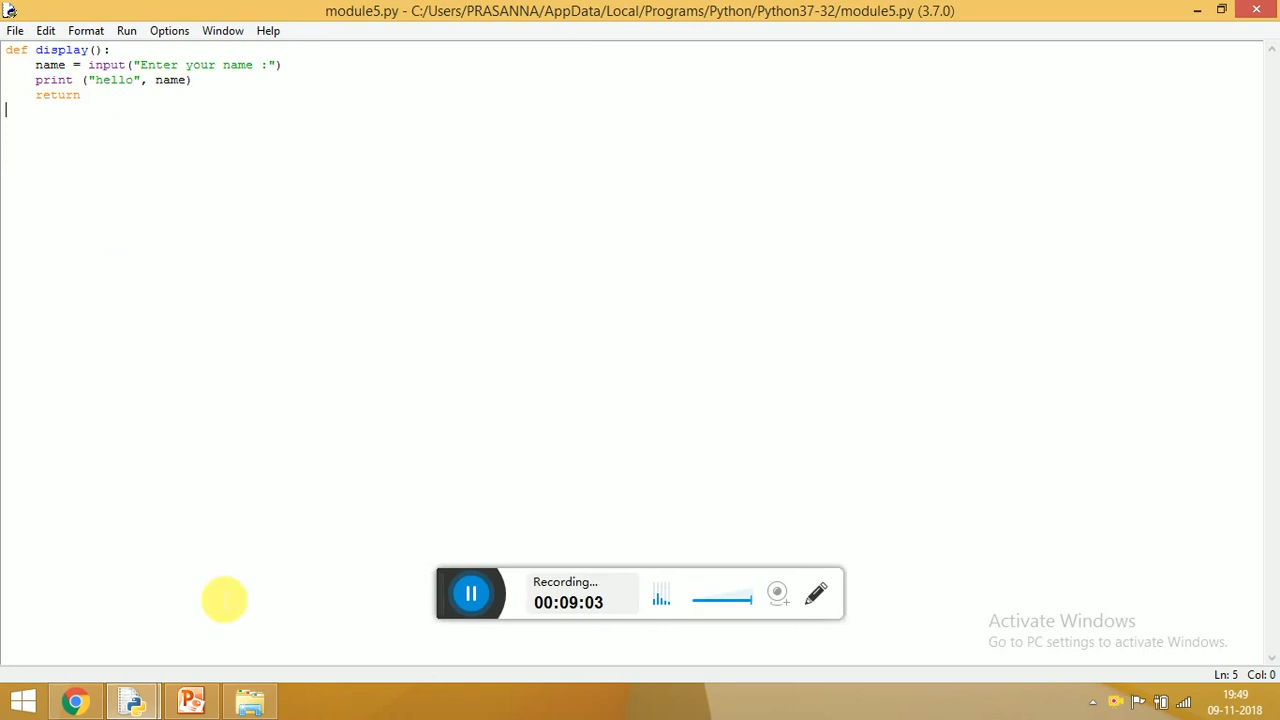 module5.py - C:/Users/PRASANNA/AppData/Local/Programs/Python/Python37-32/module5.py (3.7.0)
File Edit Format Run Options Window Help
def display():
    name = input("Enter your name :")
    print ("hello", name)
    return
Recording...
00:09:03
Activate Windows
Go to PC settings to activate Windows.
Ln: 5 Col: 0
19:49
09-11-2018